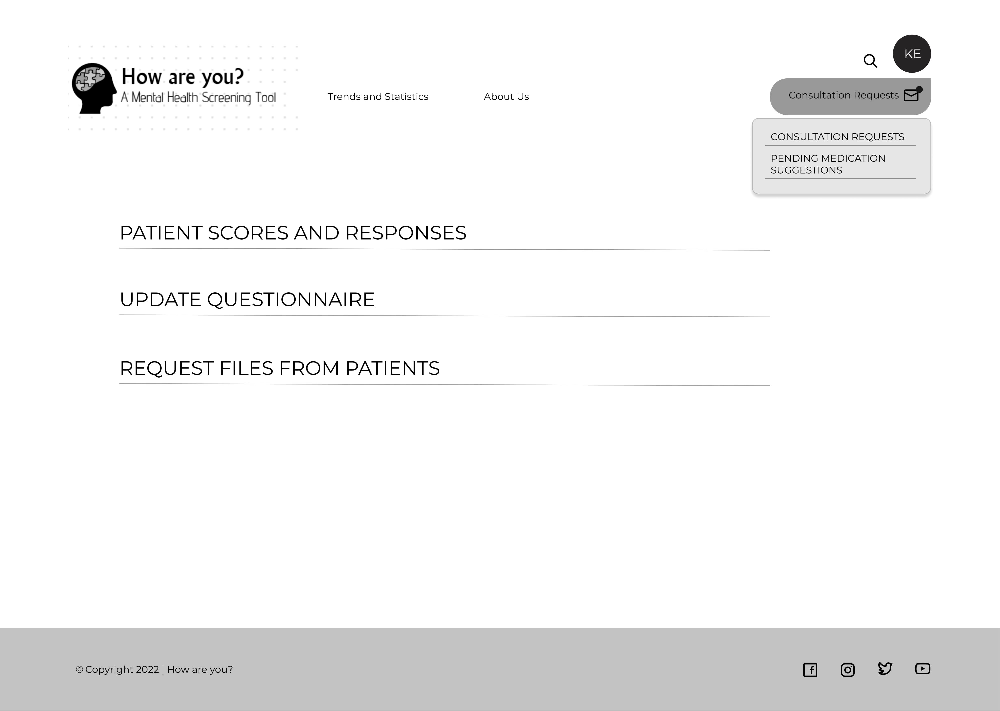 KE
How are you?
A Mental Health Screening Tool
Trends and Statistics
About Us
Consultation Requests
CONSULTATION REQUESTS
PENDING MEDICATION
SUGGESTIONS
PATIENT SCORES AND RESPONSES
UPDATE QUESTIONNAIRE
REQUEST FILES FROM PATIENTS
© Copyright 2022 | How are you?